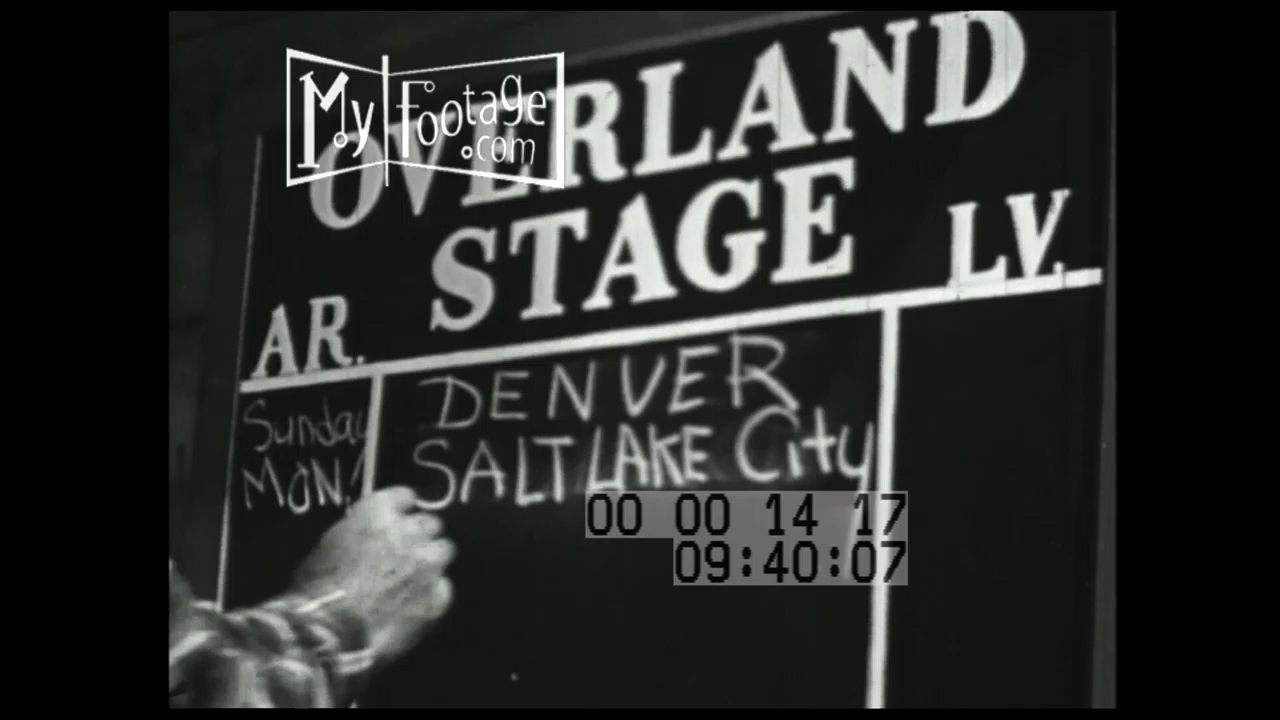 My Footage
.com
OVERLAND
STAGE
AR.
LV.
Sunday
DENVER
MON.
SALT LAKE City
00 00 14 17
09:40:07